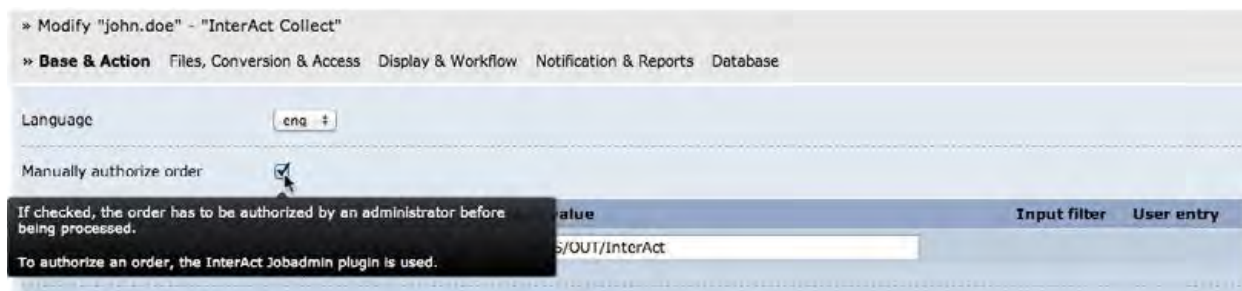 » Modify "john.doe" - "InterAct Collect"
» Base & Action Files, Conversion & Access Display & Workflow Notification & Reports Database
Language eng
Manually authorize order
If checked, the order has to be authorized by an administrator before
being processed.
To authorize an order, the InterAct Jobadmin plugin is used.
alue Input filter User entry
S/OUT/InterAct